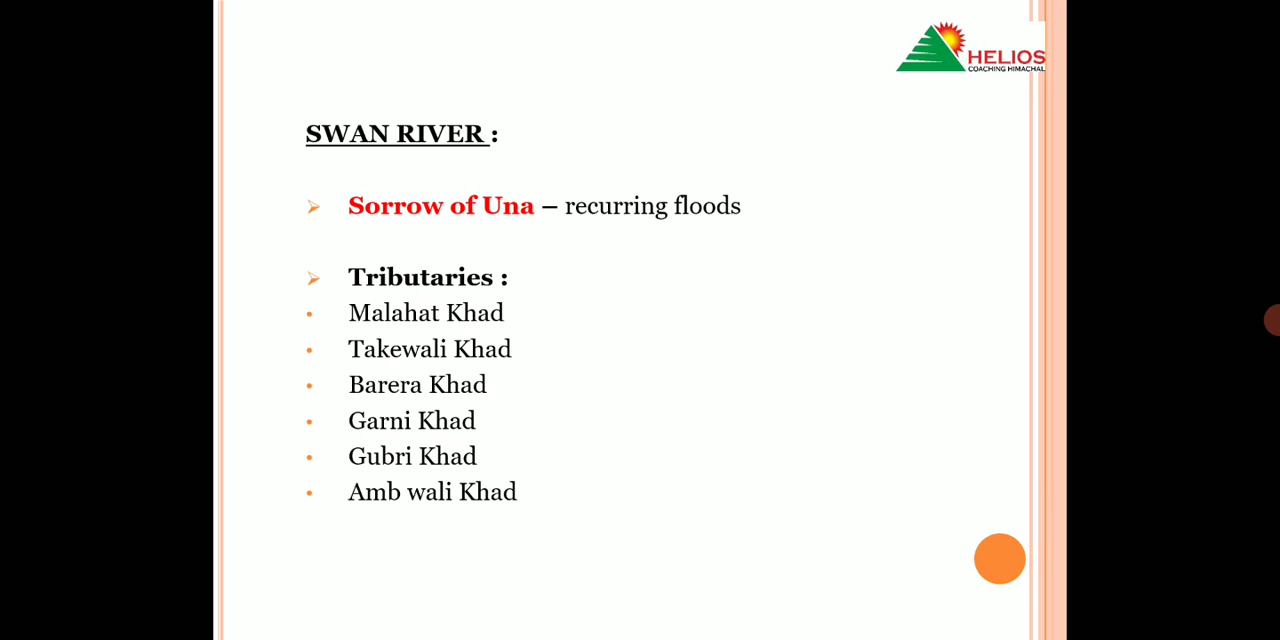 HELIOS
COACHING HIMACHAL
SWAN RIVER :
Sorrow of Una – recurring floods
Tributaries :
Malahat Khad
Takewali Khad
Barera Khad
Garni Khad
Gubri Khad
Amb wali Khad